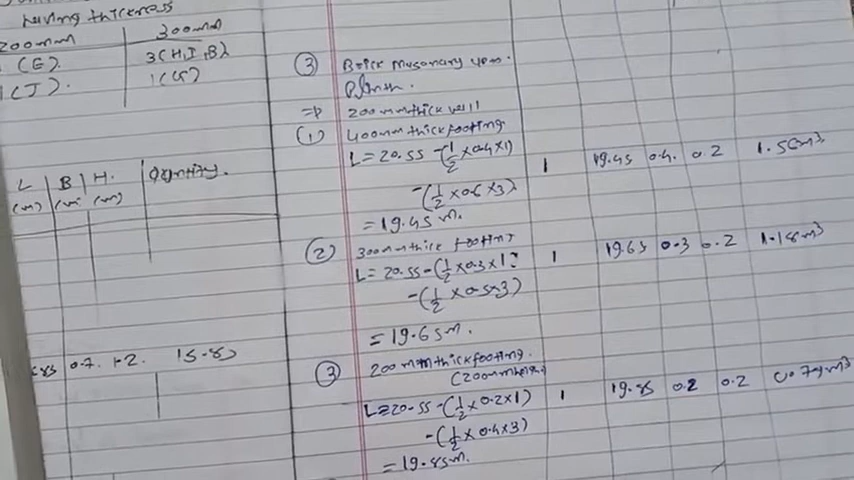 having thickness
200mm 300mm
(E). 3(H,I,B)
1(J). 1(G)
L B H. Quantity.
(m) (m) (m)
0.7. 1.2. 15.85
(3) Brick musonary upto.
Plinth.
=> 200mm thick wall
(1) 400mm thick footing
L = 20.55 - (1/2 x 0.4 x 1) 1 19.45 0.4. 0.2 1.56m3
- (1/2 x 0.6 x 3)
= 19.45 m.
(2) 300mm thick footing
L = 20.55 - (1/2 x 0.3 x 1) 1 19.65 0.3 0.2 1.18m3
- (1/2 x 0.5 x 3)
= 19.65m.
(3) 200mm thick footing.
(200mm
L = 20.55 - (1/2 x 0.2 x 1) 1 19.85 0.2 0.2 0.79m3
- (1/2 x 0.4 x 3)
= 19.85m.